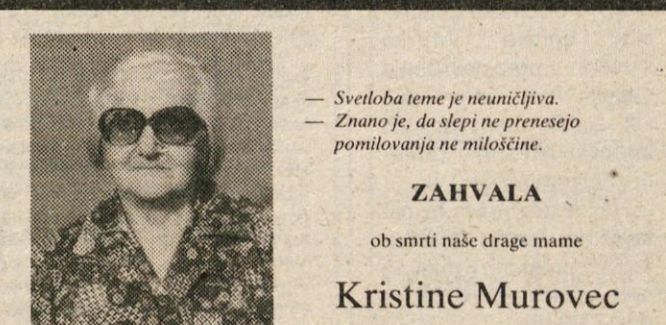 — Svetloba teme je neuničljiva.
— Znano je, da slepi ne prenesejo
pomilovanja ne miloščine.
ZAHVALA
ob smrti naše drage mame
Kristine Murovec